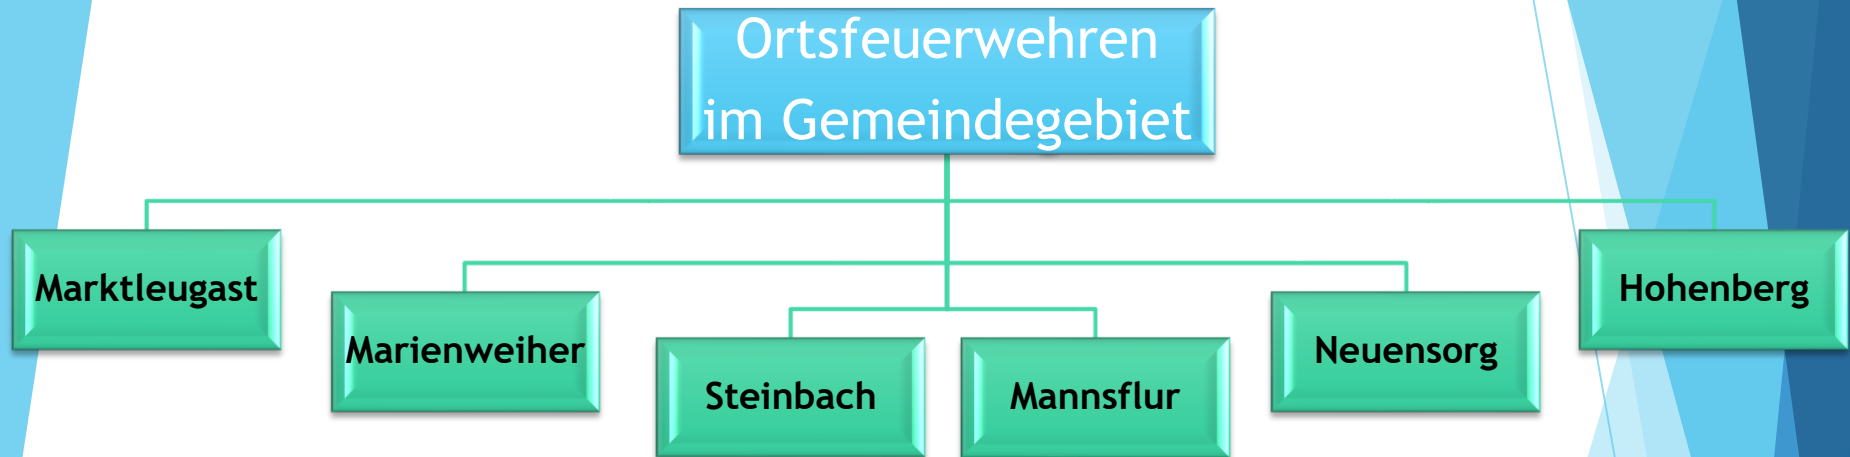 Ortsfeuerwehren
im Gemeindegebiet
Marktleugast
Marienweiher
Steinbach
Mannsflur
Neuensorg
Hohenberg